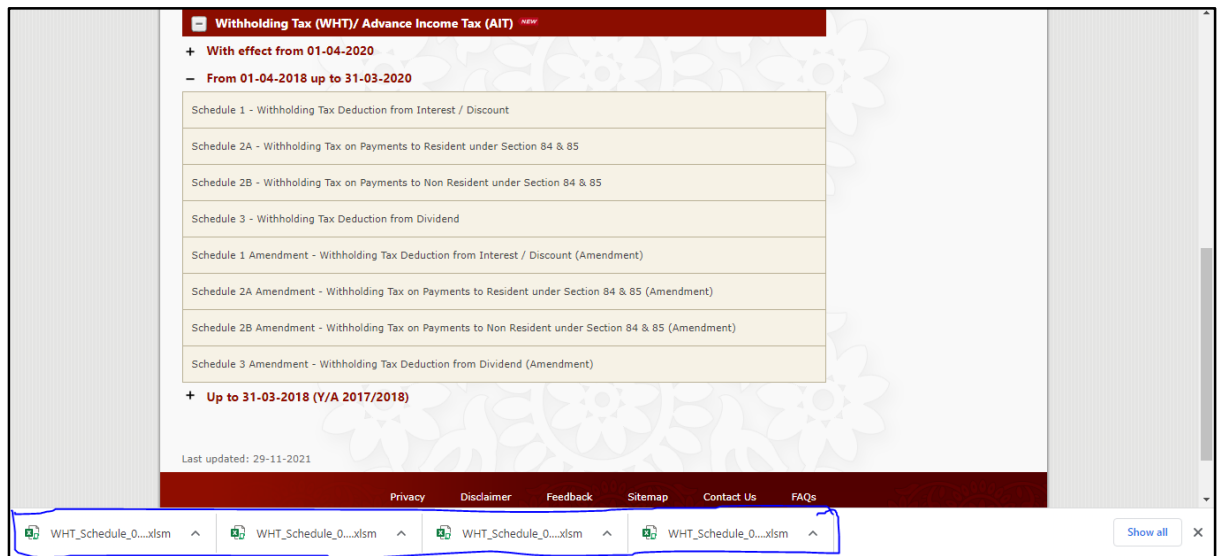 Withholding Tax (WHT)/ Advance Income Tax (AIT) NEW
+ With effect from 01-04-2020
– From 01-04-2018 up to 31-03-2020
Schedule 1 - Withholding Tax Deduction from Interest / Discount
Schedule 2A - Withholding Tax on Payments to Resident under Section 84 & 85
Schedule 2B - Withholding Tax on Payments to Non Resident under Section 84 & 85
Schedule 3 - Withholding Tax Deduction from Dividend
Schedule 1 Amendment - Withholding Tax Deduction from Interest / Discount (Amendment)
Schedule 2A Amendment - Withholding Tax on Payments to Resident under Section 84 & 85 (Amendment)
Schedule 2B Amendment - Withholding Tax on Payments to Non Resident under Section 84 & 85 (Amendment)
Schedule 3 Amendment - Withholding Tax Deduction from Dividend (Amendment)
+ Up to 31-03-2018 (Y/A 2017/2018)
Last updated: 29-11-2021
Privacy Disclaimer Feedback Sitemap Contact Us FAQs
WHT_Schedule_0....xlsm WHT_Schedule_0....xlsm WHT_Schedule_0....xlsm WHT_Schedule_0....xlsm Show all